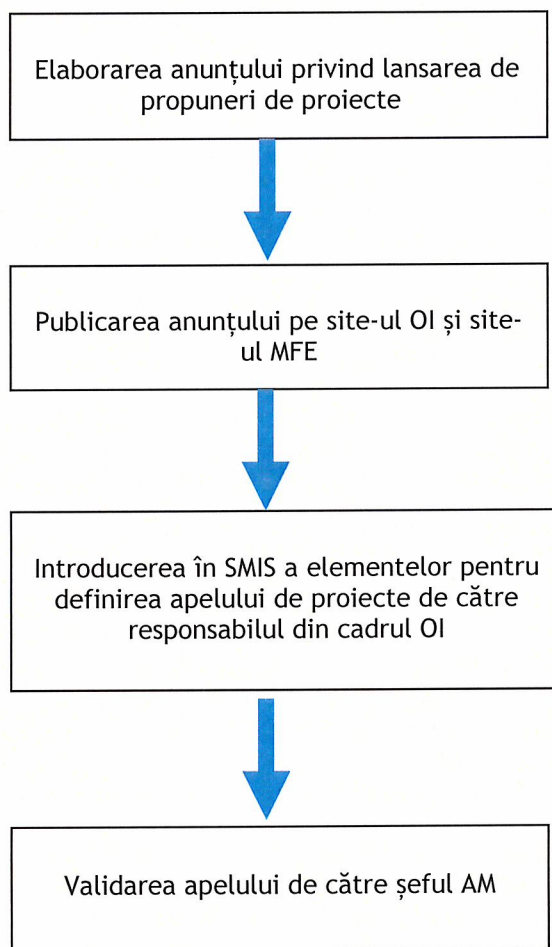 Elaborarea anunțului privind lansarea de
propuneri de proiecte
Publicarea anunțului pe site-ul OI și site-
ul MFE
Introducerea în SMIS a elementelor pentru
definirea apelului de proiecte de către
responsabilul din cadrul OI
Validarea apelului de către șeful AM